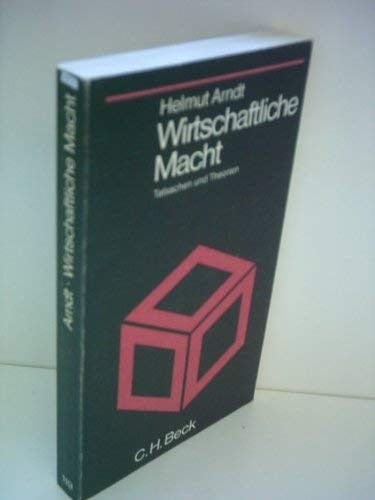 Helmut Arndt
Wirtschaftliche
Macht
Tatsachen und Theorien
C.H.Beck
Arndt · Wirtschaftliche Macht